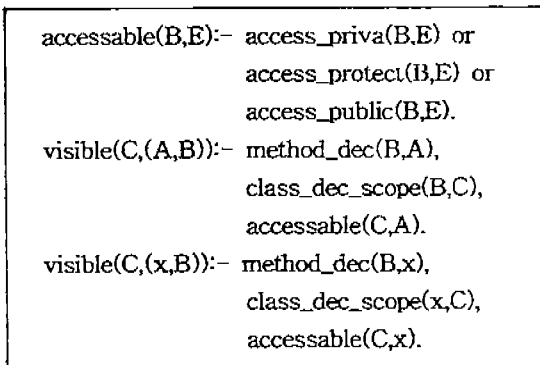 accessable(B,E):- access_priva(B,E) or
access_protect(B,E) or
access_public(B,E).
visible(C,(A,B)):- method_dec(B,A),
class_dec_scope(B,C),
accessable(C,A).
visible(C,(x,B)):- method_dec(B,x),
class_dec_scope(x,C),
accessable(C,x).